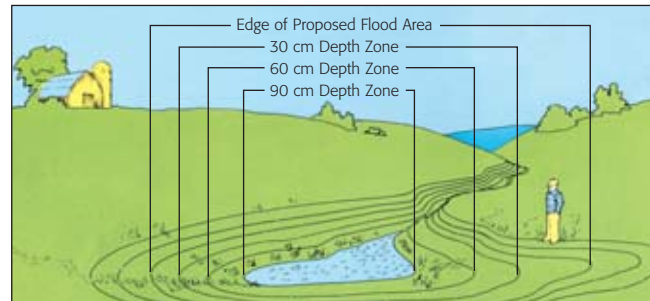 Edge of Proposed Flood Area
30 cm Depth Zone
60 cm Depth Zone
90 cm Depth Zone